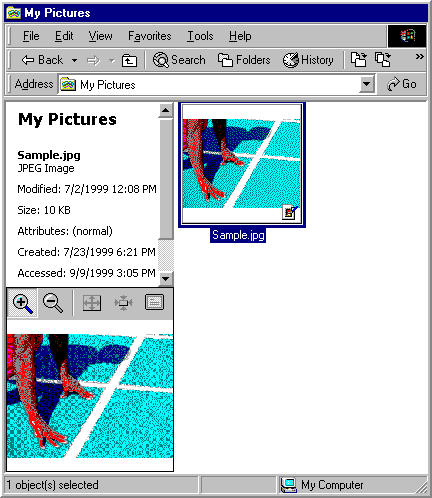 My Pictures
File Edit View Favorites Tools Help
Back Search Folders History »
Address My Pictures Go
My Pictures
Sample.jpg
JPEG Image
Modified: 7/2/1999 12:08 PM
Size: 10 KB
Attributes: (normal)
Created: 7/23/1999 6:21 PM
Accessed: 9/9/1999 3:05 PM
Sample.jpg
1 object(s) selected My Computer